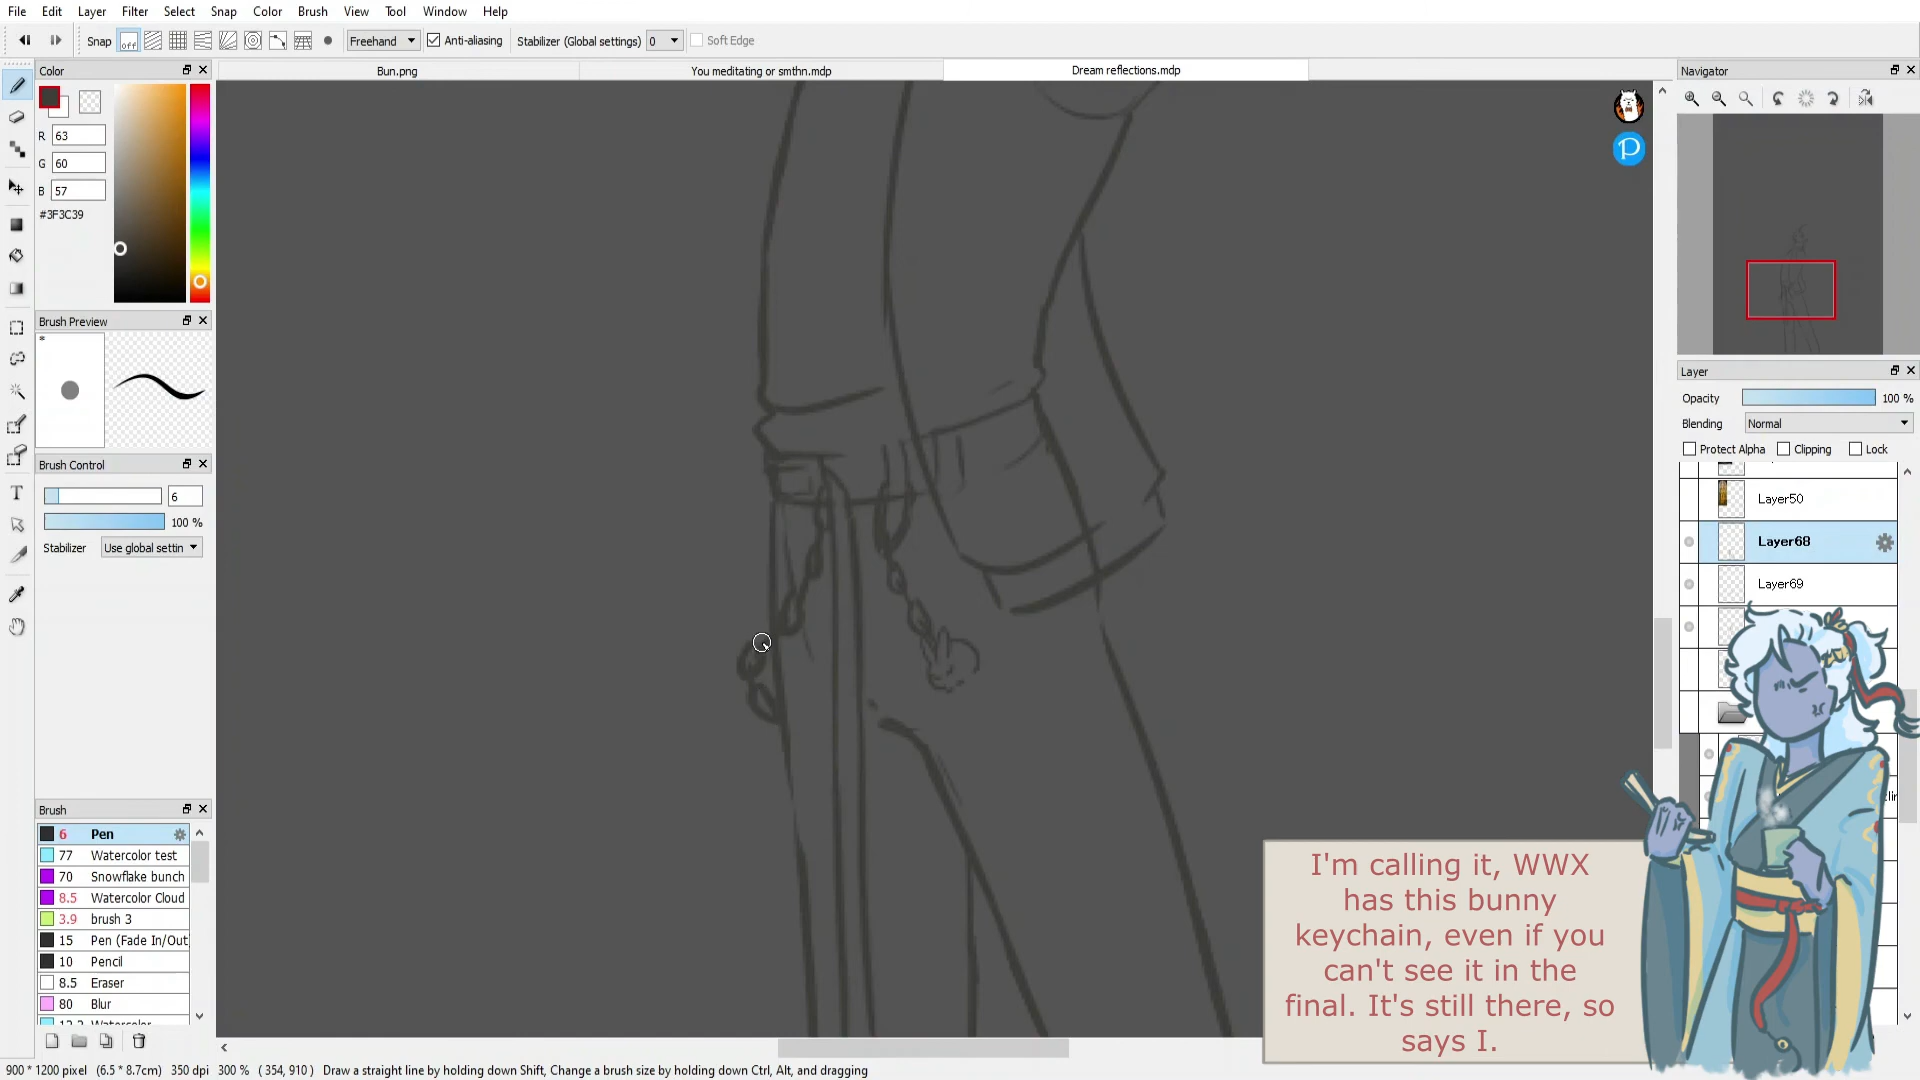 File Edit Layer Filter Select Snap Color Brush View Tool Window Help
Snap off Freehand Anti-aliasing Stabilizer (Global settings) 0 Soft Edge
Color
Bun.png
You meditating or smthn.mdp
Dream reflections.mdp
Navigator
R 63
G 60
B 57
#3F3C39
Brush Preview
*
Brush Control
6
100 %
Stabilizer Use global settin
Brush
6 Pen
77 Watercolor test
70 Snowflake bunch
8.5 Watercolor Cloud
3.9 brush 3
15 Pen (Fade In/Out
10 Pencil
8.5 Eraser
80 Blur
Layer
Opacity 100 %
Blending Normal
Protect Alpha Clipping Lock
Layer50
Layer68
Layer69
I'm calling it, WWX
has this bunny
keychain, even if you
can't see it in the
final. It's still there, so
says I.
900 * 1200 pixel (6.5 * 8.7cm) 350 dpi 300 % ( 354, 910 ) Draw a straight line by holding down Shift, Change a brush size by holding down Ctrl, Alt, and dragging